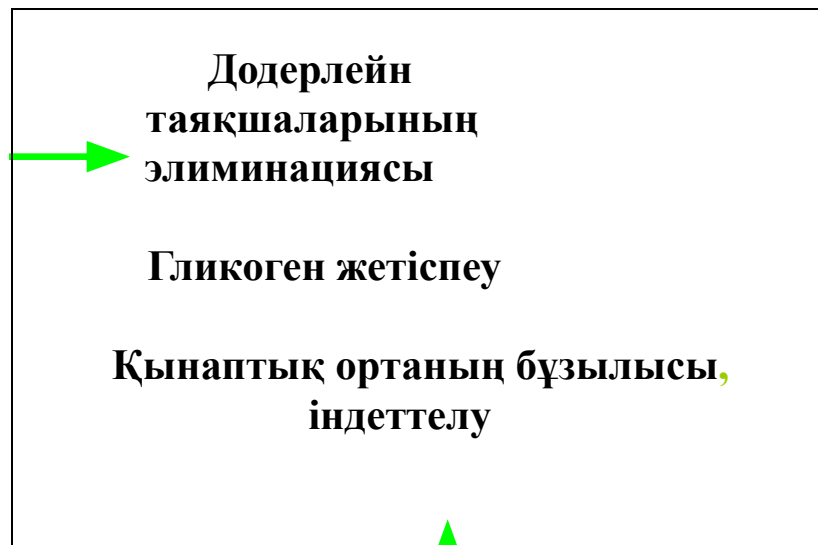 Додерлейн
таяқшаларының
элиминациясы
Гликоген жетіспеу
Қынаптық ортаның бұзылысы,
індеттелу